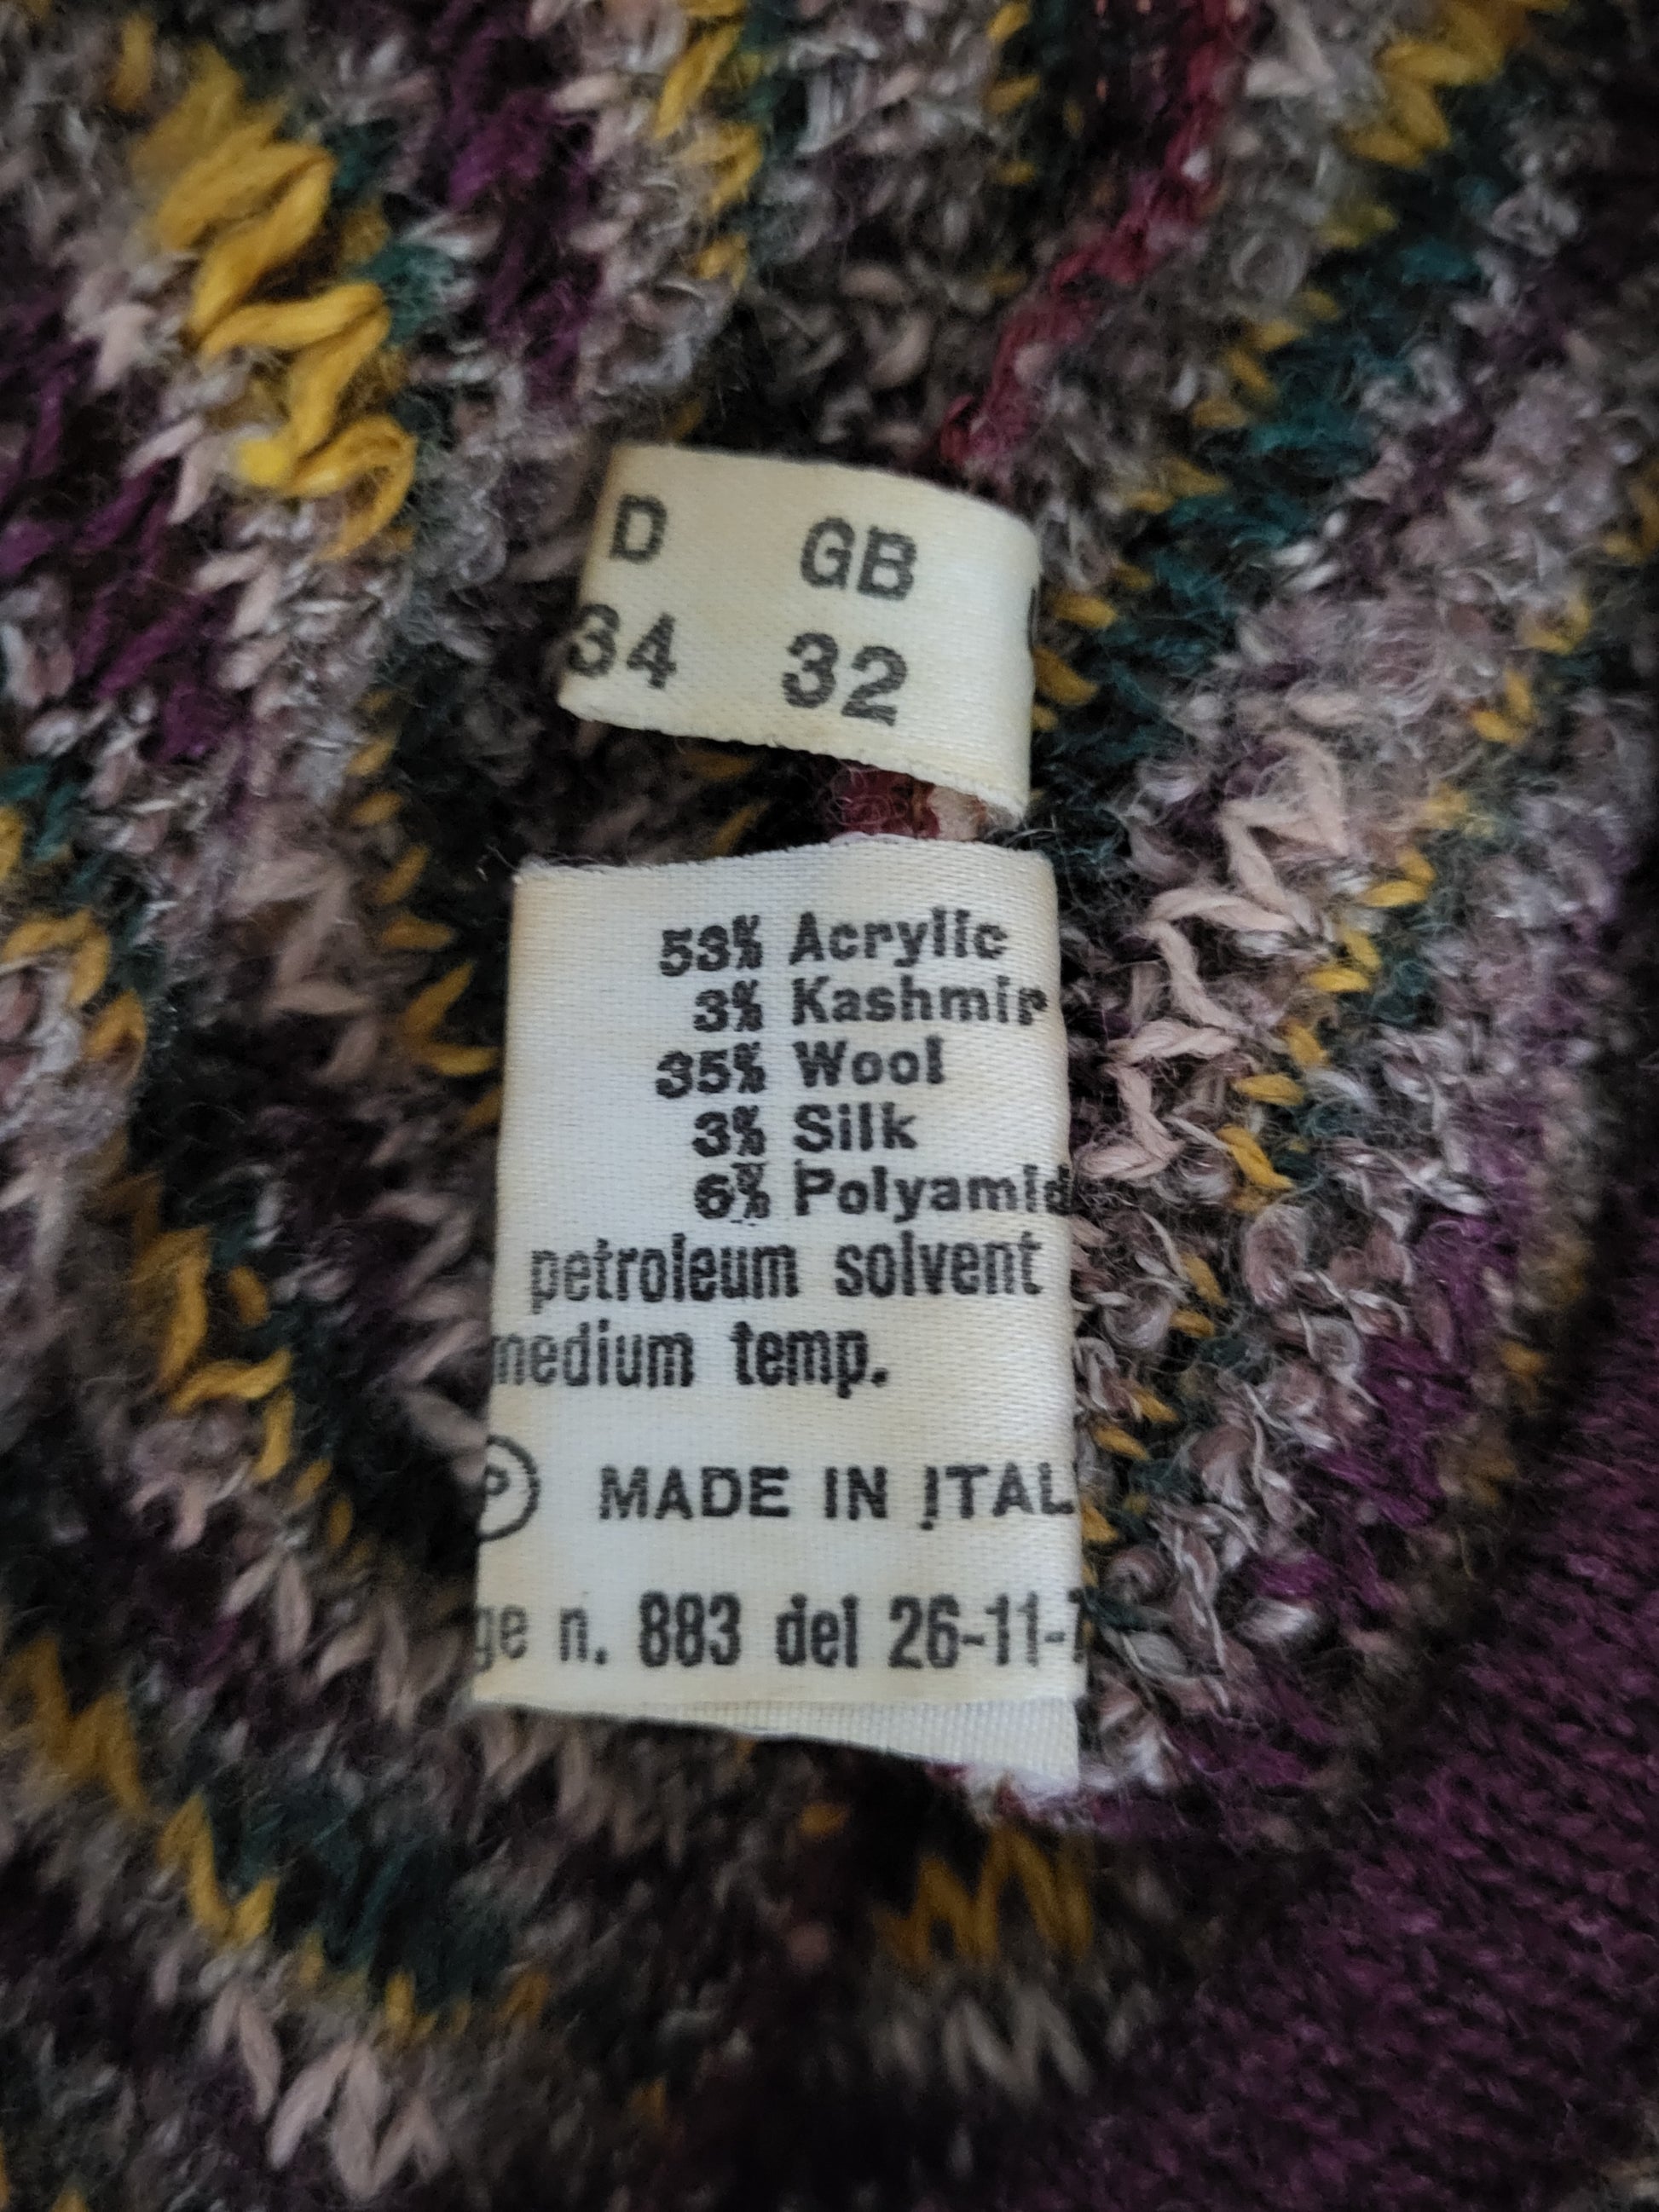 D GB
34 32
53% Acrylic
3% Kashmir
35% Wool
3% Silk
6% Polyamid
petroleum solvent
medium temp.
P MADE IN ITAL
ge n. 883 del 26-11-7